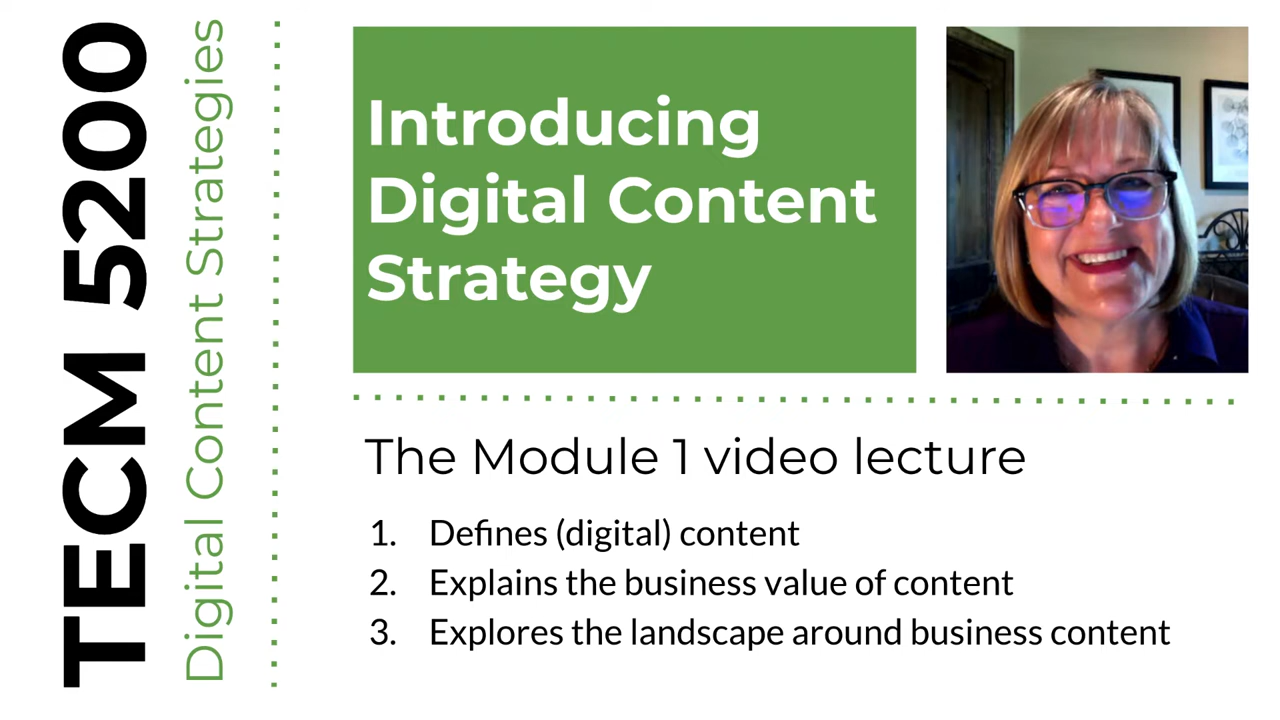 TECM 5200
Digital Content Strategies
Introducing
Digital Content
Strategy
The Module 1 video lecture
1. Defines (digital) content
2. Explains the business value of content
3. Explores the landscape around business content